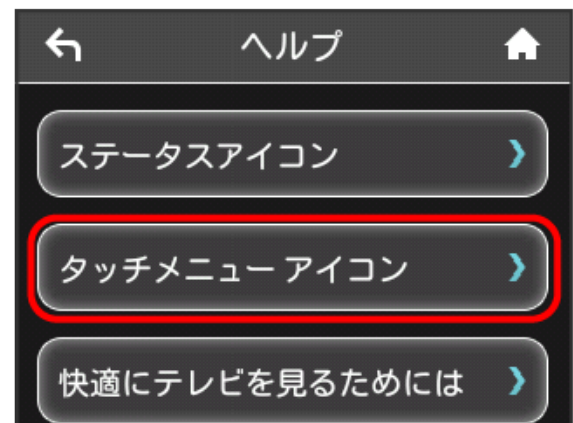 ヘルプ
ステータスアイコン
タッチメニュー アイコン
快適にテレビを見るためには